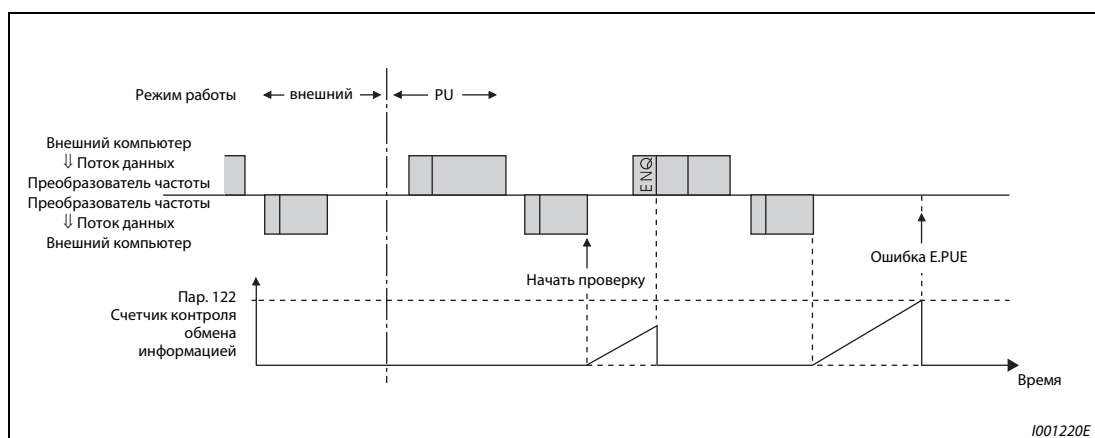 Режим работы
внешний
PU
Внешний компьютер
⇓ Поток данных
Преобразователь частоты
Преобразователь частоты
⇓ Поток данных
Внешний компьютер
ENQ
Начать проверку
Ошибка E.PUE
Пар. 122
Счетчик контроля
обмена
информацией
Время
I001220E